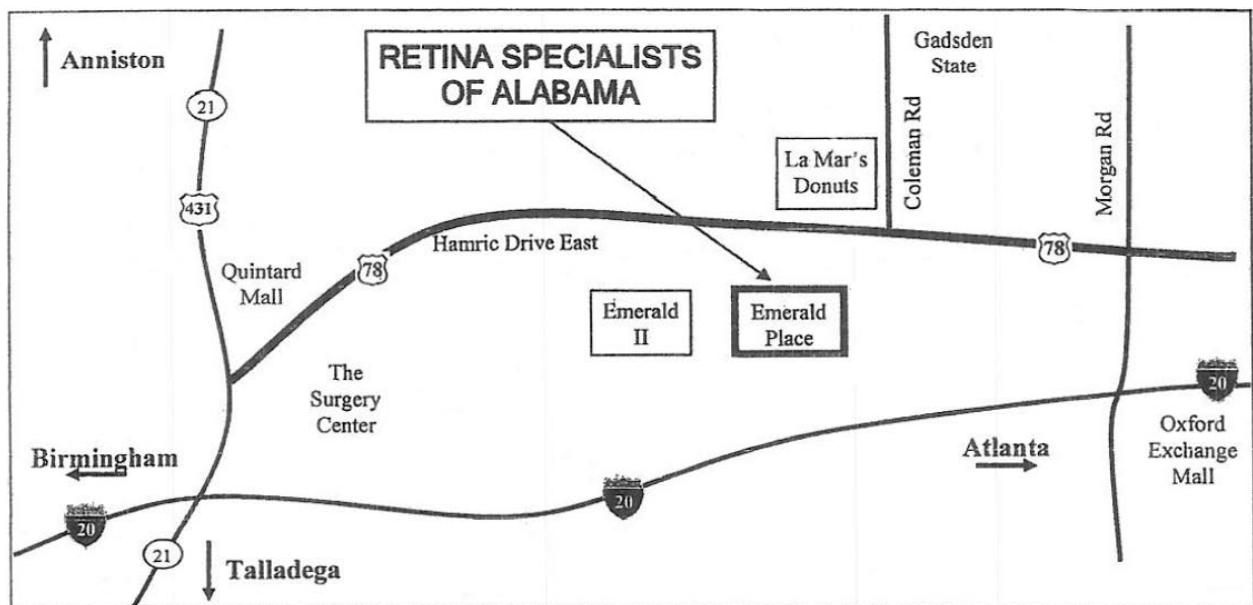 Anniston
21
431
RETINA SPECIALISTS
OF ALABAMA
Gadsden
State
Coleman Rd
Morgan Rd
La Mar's
Donuts
Quintard
Mall
78
Hamric Drive East
78
Emerald
II
Emerald
Place
The
Surgery
Center
20
Oxford
Exchange
Mall
Birmingham
Atlanta
20
20
21
Talladega